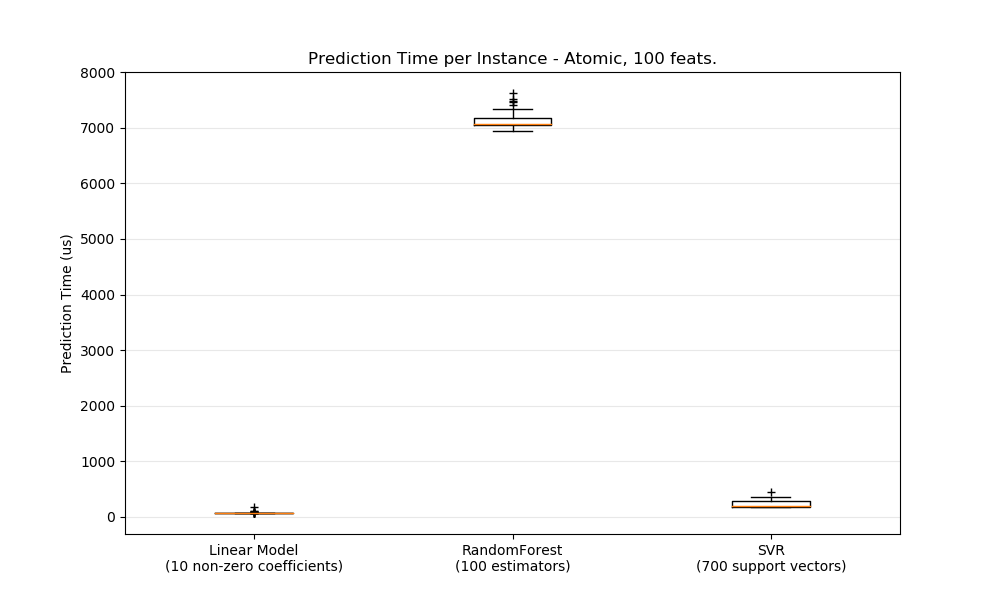 Prediction Time per Instance - Atomic, 100 feats.
8000
7000
6000
5000
4000
3000
2000
1000
0
Prediction Time (us)
Linear Model
(10 non-zero coefficients)
RandomForest
(100 estimators)
SVR
(700 support vectors)